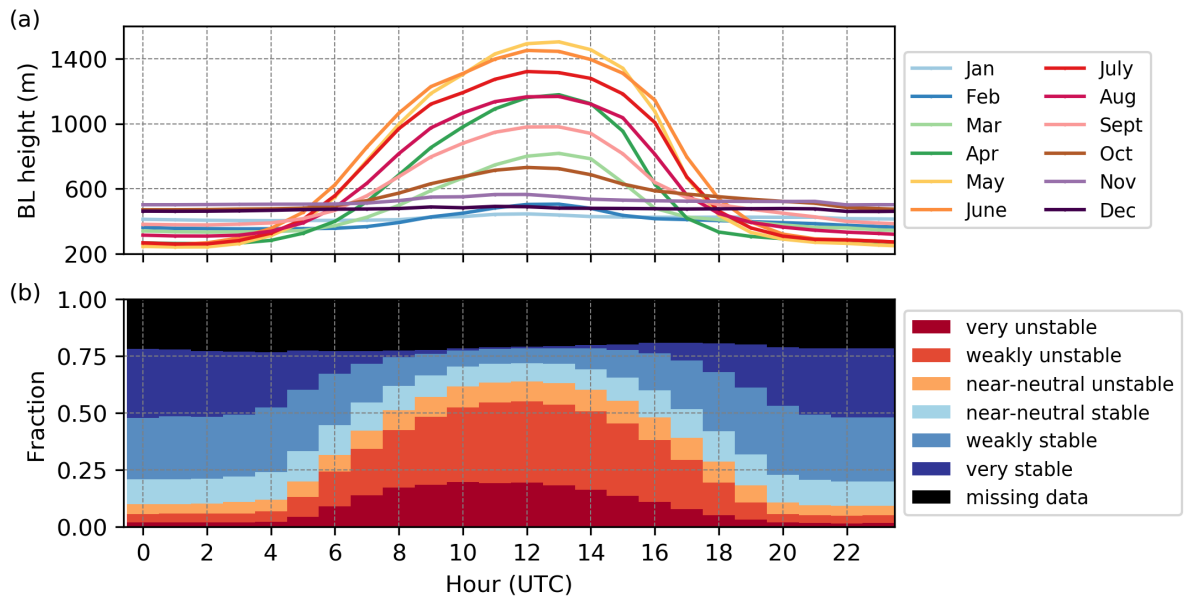 (a)
BL height (m)
1400
1000
600
200
Jan
Feb
Mar
Apr
May
June
July
Aug
Sept
Oct
Nov
Dec
(b)
Fraction
1.00
0.75
0.50
0.25
0.00
0 2 4 6 8 10 12 14 16 18 20 22
Hour (UTC)
very unstable
weakly unstable
near-neutral unstable
near-neutral stable
weakly stable
very stable
missing data